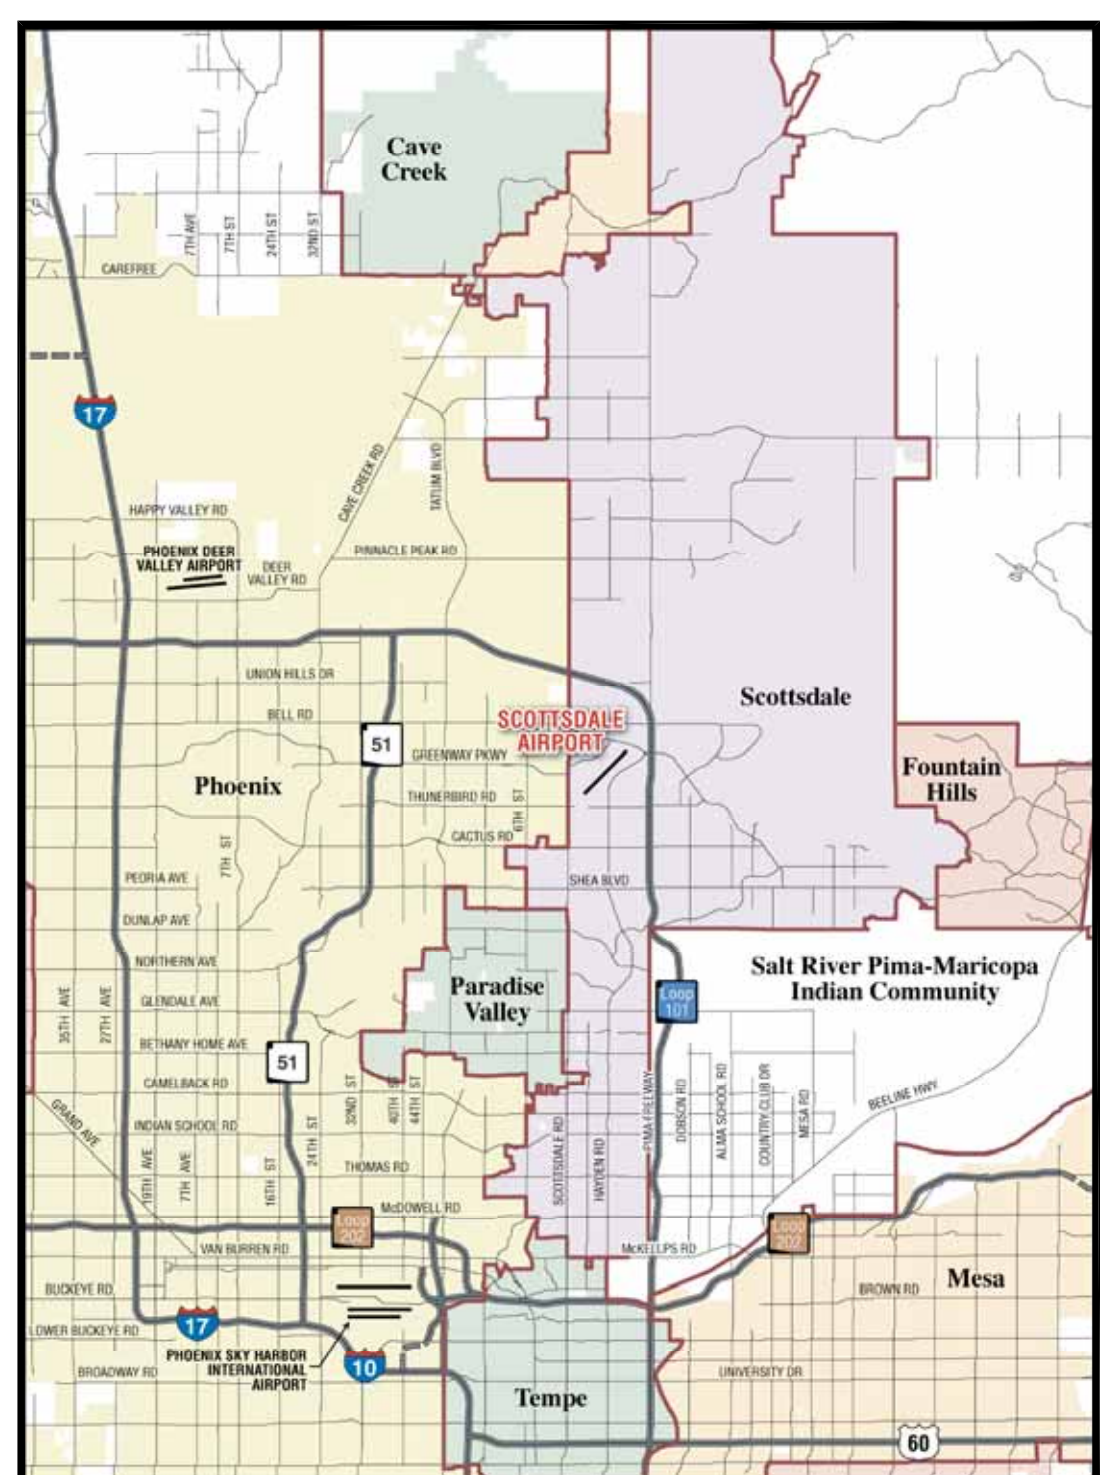 Cave
Creek
7TH AVE
7TH ST
24TH ST
32ND ST
CAREFREE
17
CAVE CREEK RD
TATUM BLVD
HAPPY VALLEY RD
PHOENIX DEER
VALLEY AIRPORT
DEER
VALLEY RD
PINNACLE PEAK RD
UNION HILLS DR
BELL RD
SCOTTSDALE
AIRPORT
Scottsdale
51
GREENWAY PKWY
Phoenix
THUNERBIRD RD
6TH ST
CACTUS RD
Fountain
Hills
7TH ST
PEORIA AVE
SHEA BLVD
DUNLAP AVE
NORTHERN AVE
Paradise
Valley
Salt River Pima-Maricopa
Indian Community
Loop
101
35TH AVE
27TH AVE
GLENDALE AVE
BETHANY HOME AVE
51
CAMELBACK RD
32ND ST
40TH ST
44TH ST
PIMA FREEWAY
DOBSON RD
ALMA SCHOOL RD
COUNTRY CLUB DR
MESA RD
BEELINE HWY
GRAND AVE
INDIAN SCHOOL RD
24TH ST
SCOTTSDALE RD
HAYDEN RD
19TH AVE
7TH AVE
16TH ST
THOMAS RD
McDOWELL RD
Loop
202
Loop
202
VAN BURREN RD
McKELLPS RD
BUCKEYE RD
BROWN RD
Mesa
17
LOWER BUCKEYE RD
PHOENIX SKY HARBOR
INTERNATIONAL
AIRPORT
10
BROADWAY RD
UNIVERSITY DR
Tempe
60